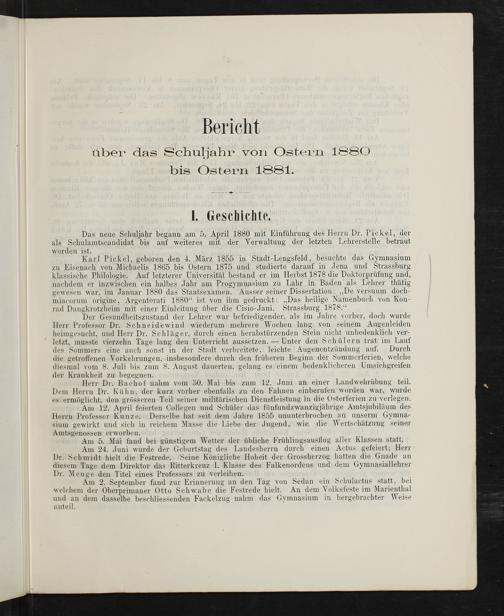 Bericht
über das Schuljahr von Ostern 1880
bis Ostern 1881.
I. Geschichte.
Das neue Schuljahr begann am 5. April 1880 mit Einführung des Herrn Dr. Pickel, der
als Schulamtscandidat bis auf weiteres mit der Verwaltung der letzten Lehrerstelle betraut
worden ist.
Karl Pickel, geboren den 4. März 1855 in Stadt-Lengsfeld, besuchte das Gymnasium
zu Eisenach von Michaelis 1865 bis Ostern 1875 und studierte darauf in Jena und Strassburg
klassische Philologie. Auf letzterer Universität bestand er im Herbst 1878 die Doktorprüfung und,
nachdem er inzwischen ein halbes Jahr am Progymnasium zu Lahr in Baden als Lehrer thätig
gewesen war, im Januar 1880 das Staatsexamen. Ausser seiner Dissertation: „De versuum doch-
miacorum origine, Argentorati 1880“ ist von ihm gedruckt: „Das heilige Namenbuch von Kon-
rad Dangkrotzheim mit einer Einleitung über die Cisio-Jani. Strassburg 1878.“
Der Gesundheitszustand der Lehrer war befriedigender, als im Jahre vorher, doch wurde
Herr Professor Dr. Schneidewind wiederum mehrere Wochen lang von seinem Augenleiden
heimgesucht, und Herr Dr. Schläger, durch einen herabstürzenden Stein nicht unbedenklich ver-
letzt, musste vierzehn Tage lang den Unterricht aussetzen. — Unter den Schülern trat im Lauf
des Sommers eine auch sonst in der Stadt verbreitete, leichte Augenentzündung auf. Durch
die getroffenen Vorkehrungen, insbesondere durch den früheren Beginn der Sommerferien, welche
diesmal vom 8. Juli bis zum 8. August dauerten, gelang es einem bedenklicheren Umsichgreifen
der Krankheit zu begegnen.
Herr Dr. Bachof nahm vom 30. Mai bis zum 12. Juni an einer Landwehrübung teil.
Dem Herrn Dr. Kühn, der kurz vorher ebenfalls zu den Fahnen einberufen worden war, wurde
es ermöglicht, den grösseren Teil seiner militärischen Dienstleistung in die Osterferien zu verlegen.
Am 12. April feierten Collegen und Schüler das fünfundzwanzigjährige Amtsjubiläum des
Herrn Professor Kunze. Derselbe hat seit dem Jahre 1855 ununterbrochen an unserm Gymna-
sium gewirkt und sich in reichem Masse die Liebe der Jugend, wie die Wertschätzung seiner
Amtsgenossen erworben.
Am 5. Mai fand bei günstigem Wetter der übliche Frühlingsausflug aller Klassen statt.
Am 24. Juni wurde der Geburtstag des Landesherrn durch einen Actus gefeiert; Herr
Dr. Schmidt hielt die Festrede. Seine Königliche Hoheit der Grossherzog hatten die Gnade an
diesem Tage dem Direktor das Ritterkreuz I. Klasse des Falkenordens und dem Gymnasiallehrer
Dr. Menge den Titel eines Professors zu verleihen.
Am 2. September fand zur Erinnerung an den Tag von Sedan ein Schulactus statt, bei
welchem der Oberprimaner Otto Schwabe die Festrede hielt. An dem Volksfeste im Marienthal
und an dem dasselbe beschliessenden Fackelzug nahm das Gymnasium in hergebrachter Weise
anteil.